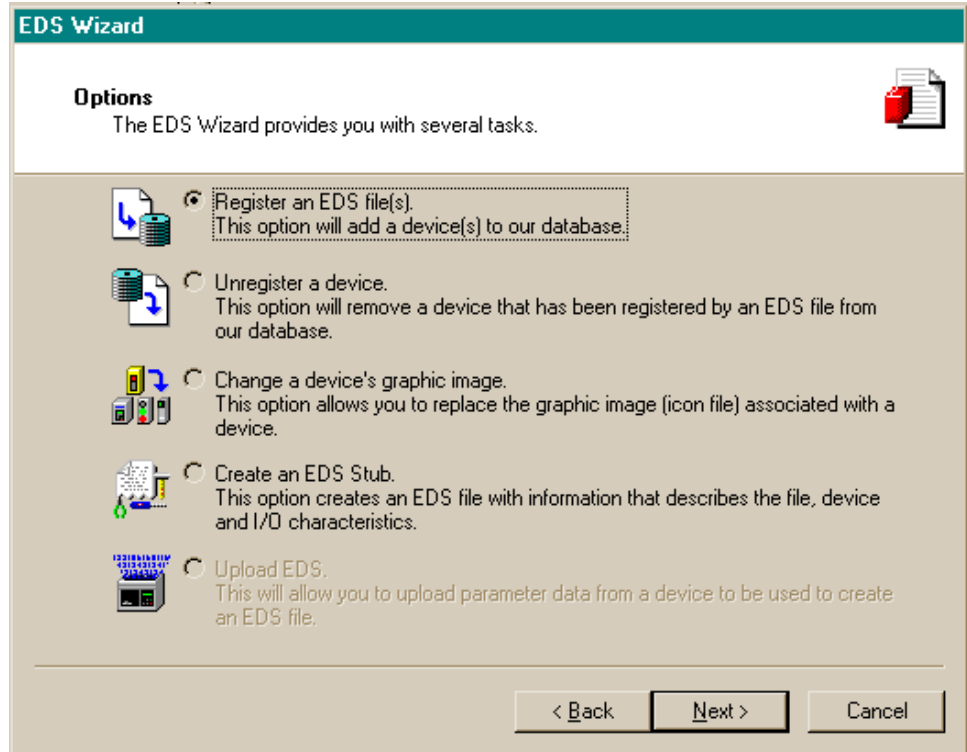 EDS Wizard
Options
The EDS Wizard provides you with several tasks.
Register an EDS file(s).
This option will add a device(s) to our database.
Unregister a device.
This option will remove a device that has been registered by an EDS file from
our database.
Change a device's graphic image.
This option allows you to replace the graphic image (icon file) associated with a
device.
Create an EDS Stub.
This option creates an EDS file with information that describes the file, device
and I/O characteristics.
Upload EDS.
This will allow you to upload parameter data from a device to be used to create
an EDS file.
< Back
Next >
Cancel